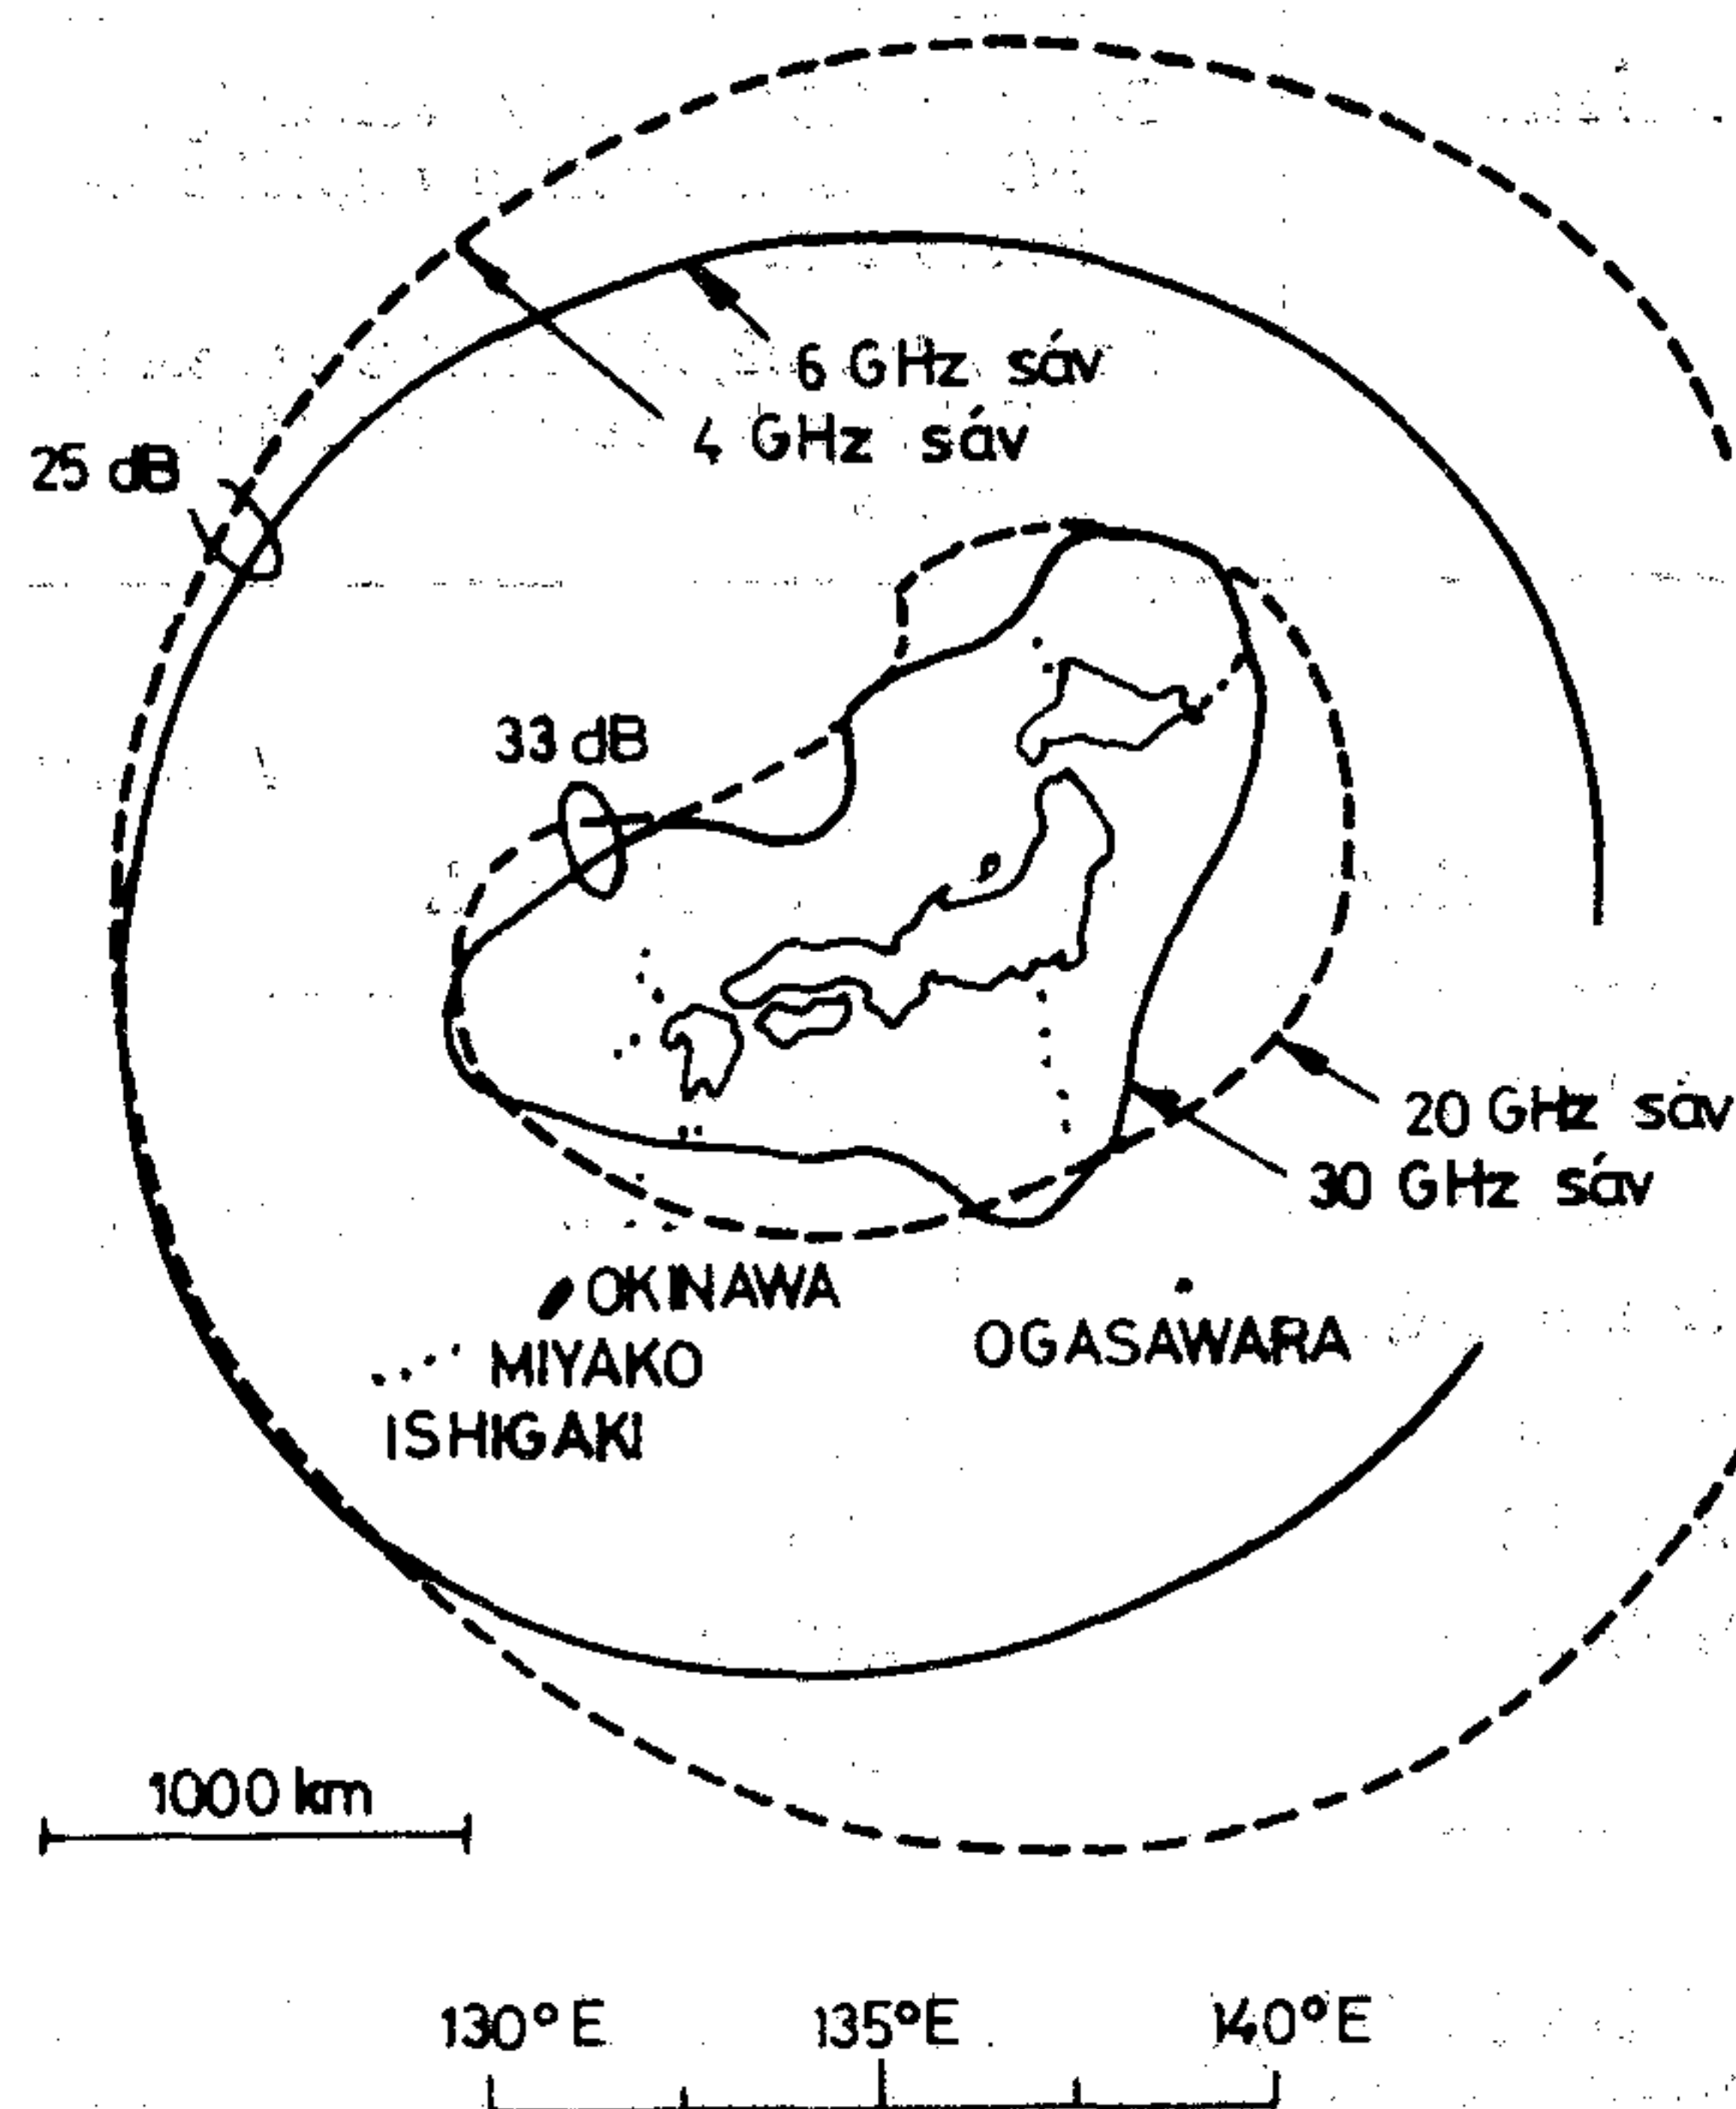 6 GHz sáv
4 GHz sáv
25 dB
33 dB
20 GHz sáv
30 GHz sáv
OKINAWA
MIYAKO
OGASAWARA
ISHIGAKI
1000 km
130°E 135°E 140°E